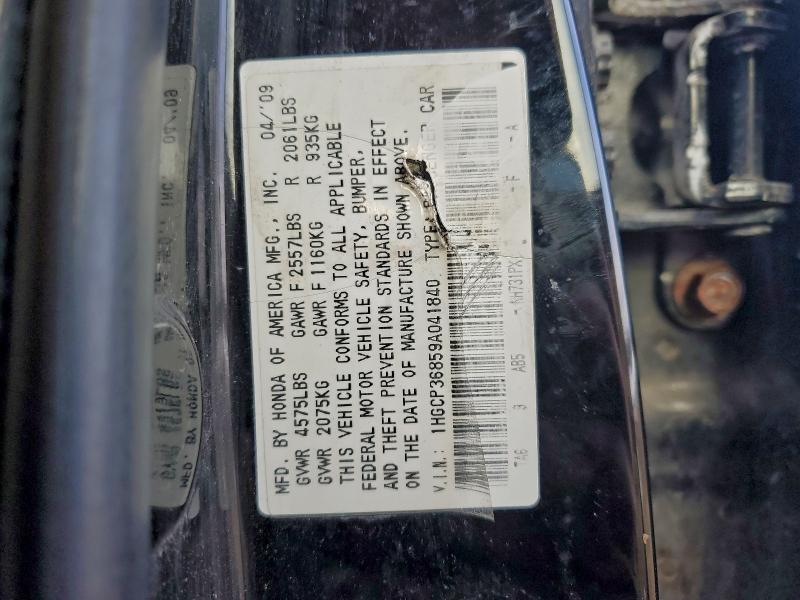 MFD. BY HONDA OF AMERICA MFG., INC. 04/'09
GVWR 4575LBS GAWR F 2557LBS R 2061LBS
GVWR 2075KG GAWR F 1160KG R 935KG
THIS VEHICLE CONFORMS TO ALL APPLICABLE
FEDERAL MOTOR VEHICLE SAFETY, BUMPER,
AND THEFT PREVENTION STANDARDS IN EFFECT
ON THE DATE OF MANUFACTURE SHOWN ABOVE.
V.I.N.: 1HGCP36859A041840 TYPE: CAR
TA6 3 AB5 - - F - A